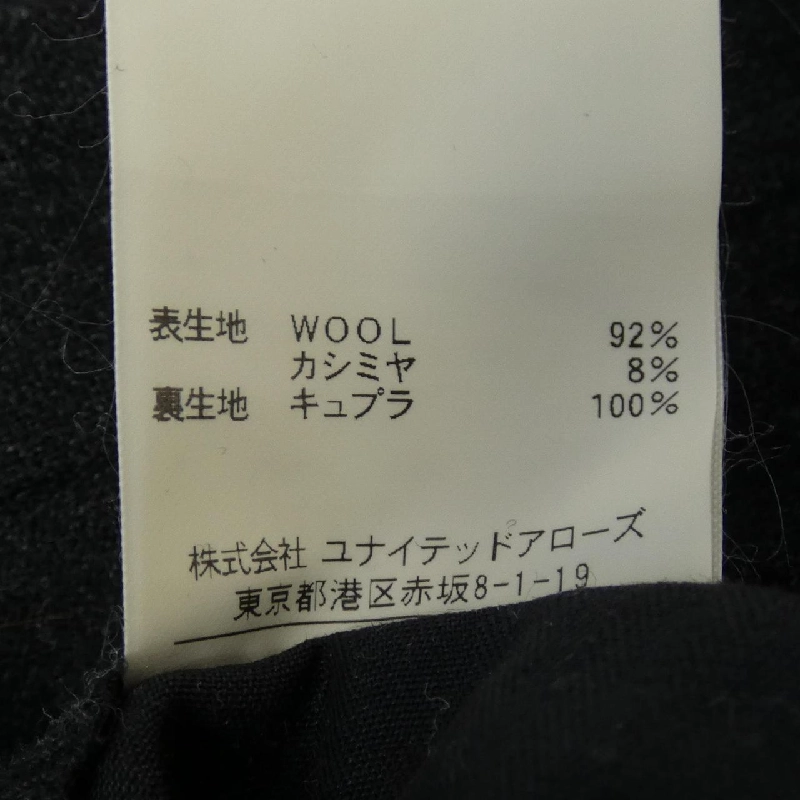 表生地 WOOL 92%
カシミヤ 8%
裏生地 キュプラ 100%
株式会社 ユナイテッドアローズ
東京都港区赤坂8-1-19